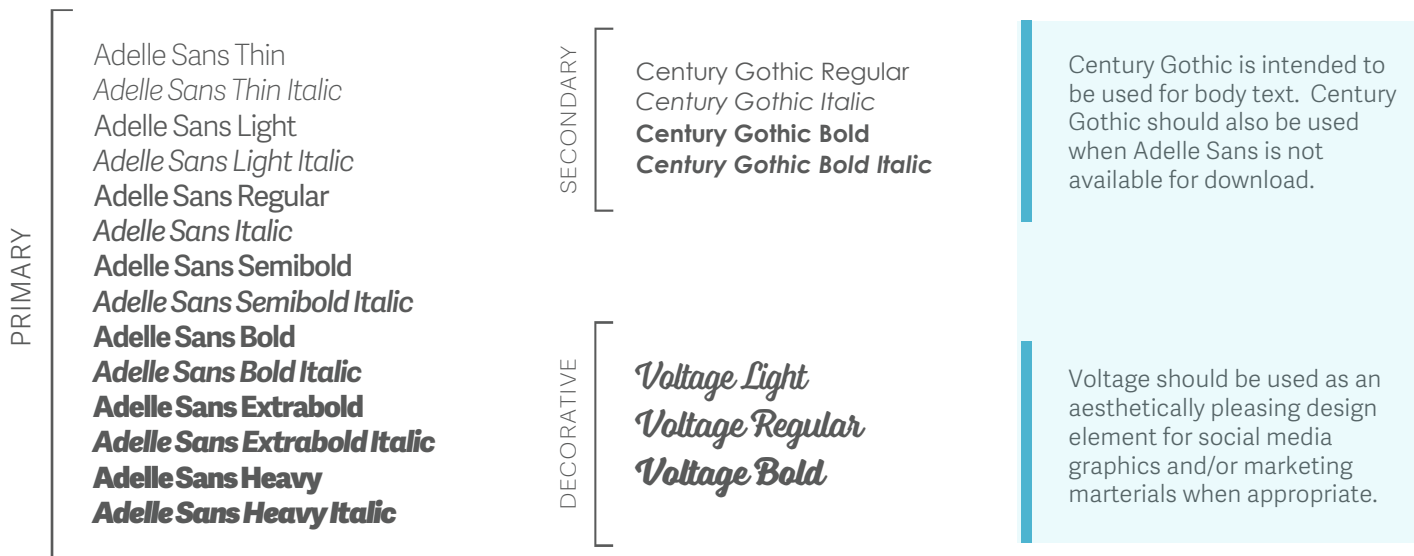 PRIMARY
Adelle Sans Thin
Adelle Sans Thin Italic
Adelle Sans Light
Adelle Sans Light Italic
Adelle Sans Regular
Adelle Sans Italic
Adelle Sans Semibold
Adelle Sans Semibold Italic
Adelle Sans Bold
Adelle Sans Bold Italic
Adelle Sans Extrabold
Adelle Sans Extrabold Italic
Adelle Sans Heavy
Adelle Sans Heavy Italic
SECONDARY
Century Gothic Regular
Century Gothic Italic
Century Gothic Bold
Century Gothic Bold Italic
Century Gothic is intended to
be used for body text.  Century
Gothic should also be used
when Adelle Sans is not
available for download.
DECORATIVE
Voltage Light
Voltage Regular
Voltage Bold
Voltage should be used as an
aesthetically pleasing design
element for social media
graphics and/or marketing
marterials when appropriate.